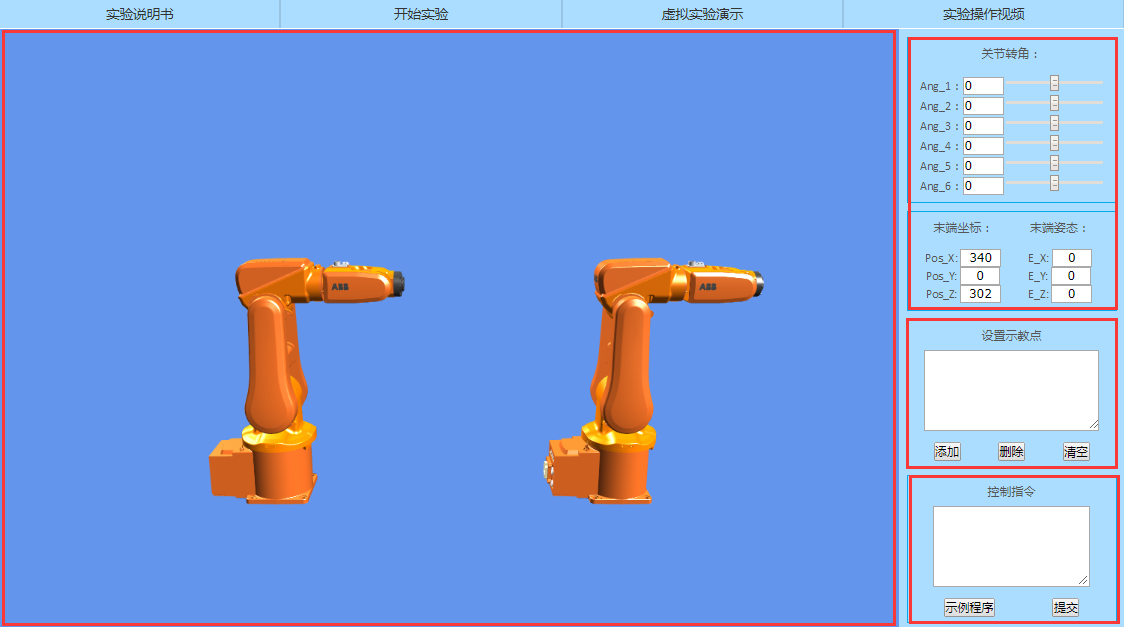 实验说明书 开始实验 虚拟实验演示 实验操作视频
关节转角：
Ang_1： 0
Ang_2： 0
Ang_3： 0
Ang_4： 0
Ang_5： 0
Ang_6： 0
末端坐标： 末端姿态：
Pos_X: 340 E_X: 0
Pos_Y: 0 E_Y: 0
Pos_Z: 302 E_Z: 0
ABB ABB
设置示教点
添加 删除 清空
控制指令
示例程序 提交